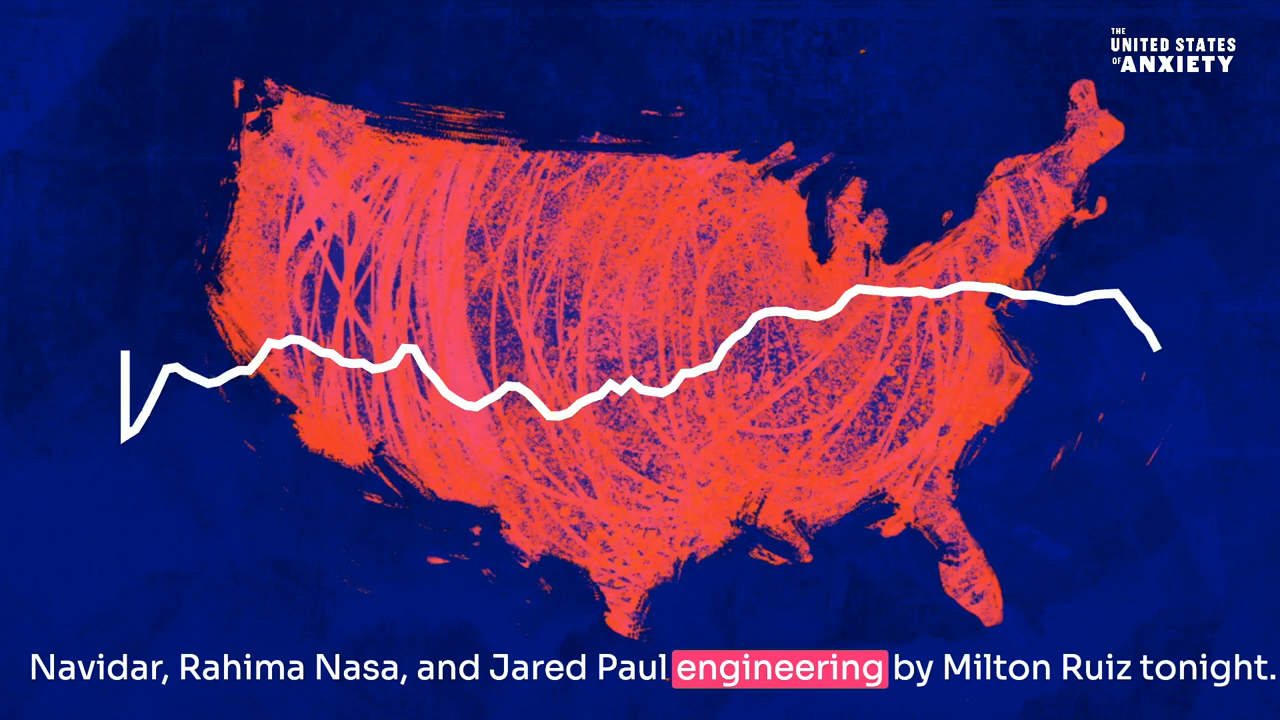 THE
UNITED STATES
OF ANXIETY
Navidar, Rahima Nasa, and Jared Paul engineering by Milton Ruiz tonight.